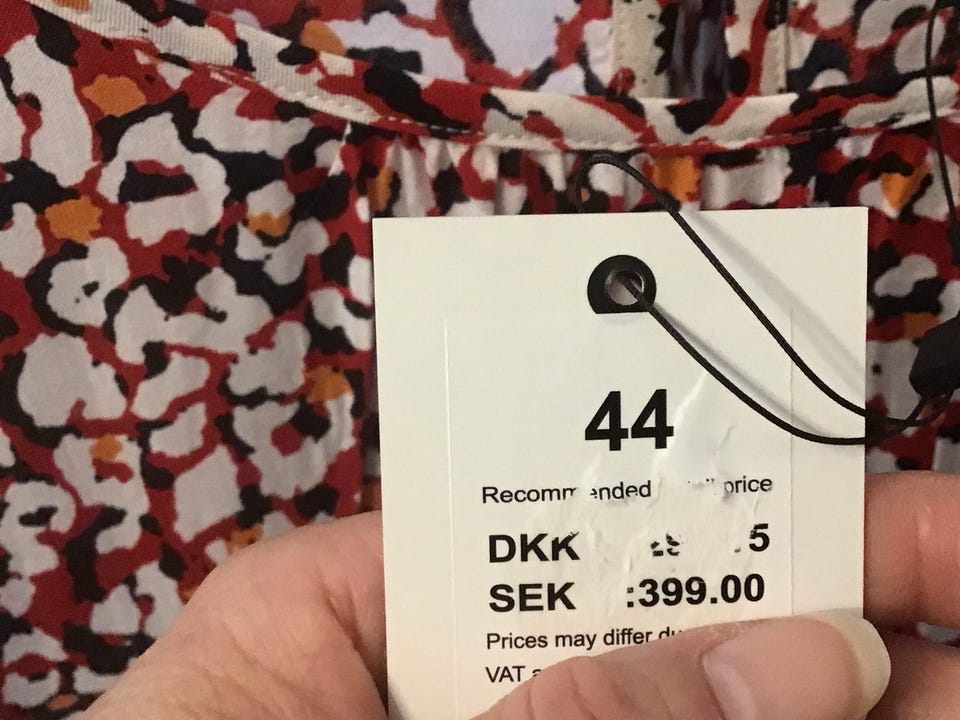 44
Recommended price
DKK
SEK :399.00
Prices may differ
VAT